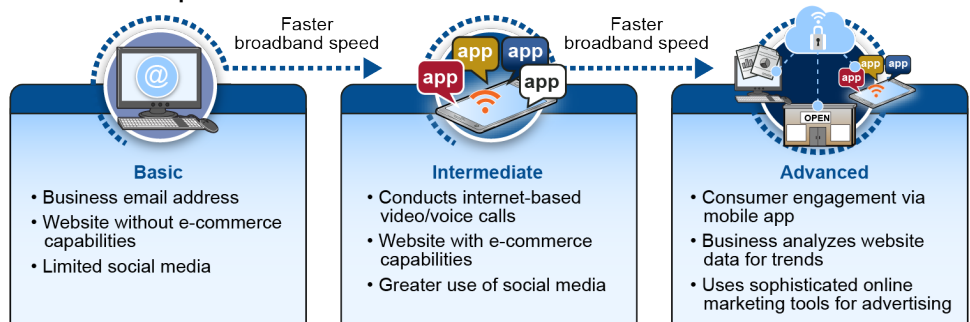 Faster
broadband speed
Faster
broadband speed
@
app
app
app
app
app
app
app
OPEN
Basic
• Business email address
• Website without e-commerce
capabilities
• Limited social media
Intermediate
• Conducts internet-based
video/voice calls
• Website with e-commerce
capabilities
• Greater use of social media
Advanced
• Consumer engagement via
mobile app
• Business analyzes website
data for trends
• Uses sophisticated online
marketing tools for advertising